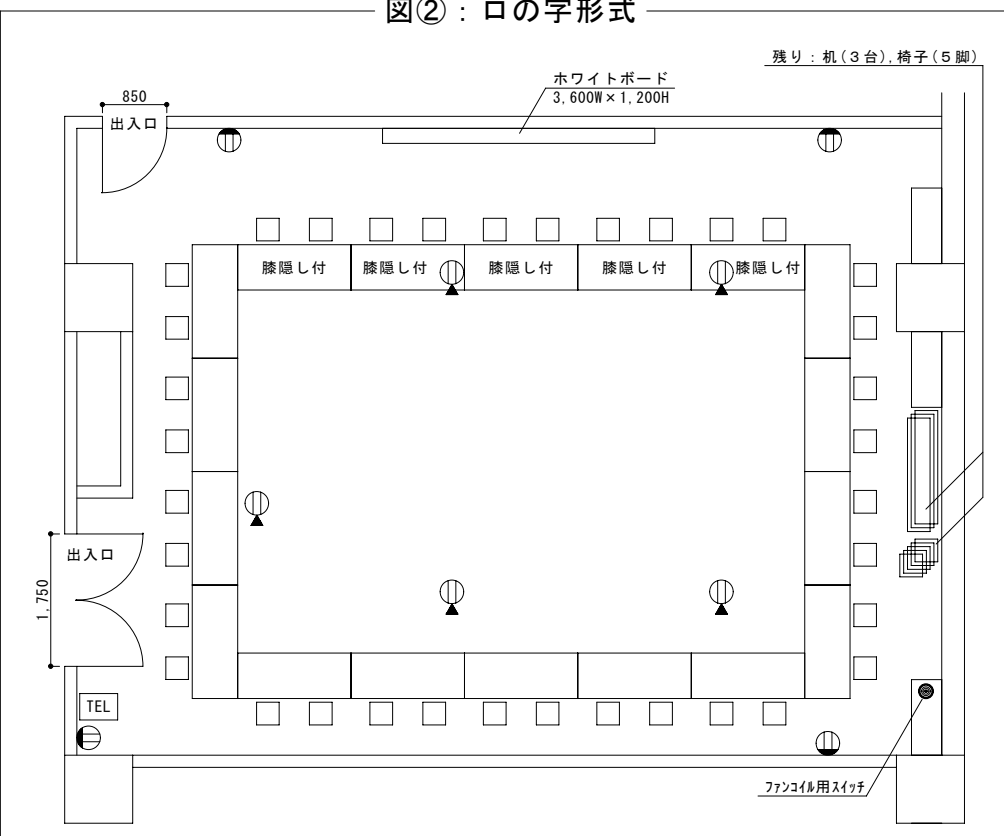 図②：ロの字形式
残り：机(3台),椅子(5脚)
ホワイトボード
3,600W×1,200H
850
出入口
膝隠し付
膝隠し付
膝隠し付
膝隠し付
膝隠し付
出入口
1,750
TEL
ファンコイル用スイッチ